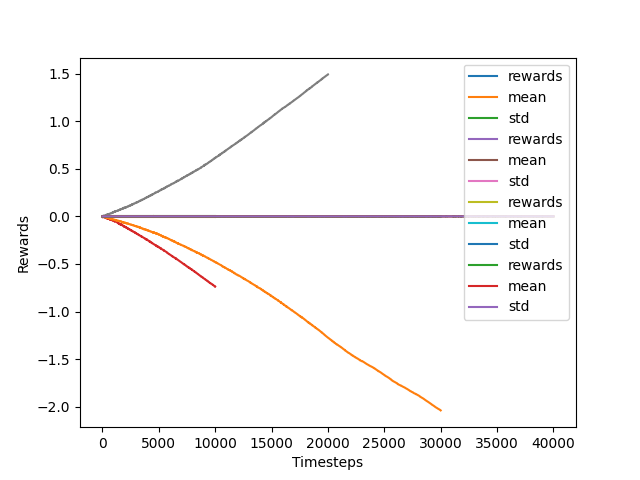 1.5
1.0
0.5
0.0
−0.5
−1.0
−1.5
−2.0
Rewards
0 5000 10000 15000 20000 25000 30000 35000 40000
Timesteps
rewards
mean
std
rewards
mean
std
rewards
mean
std
rewards
mean
std